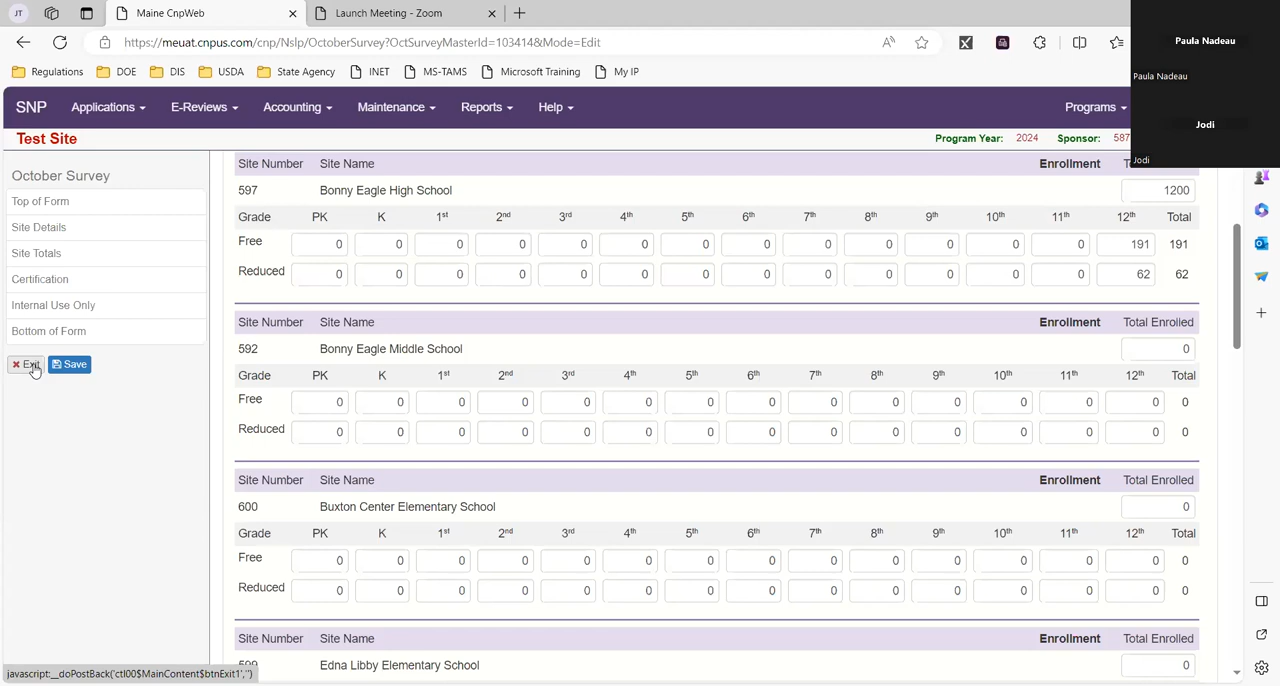 JT Maine CnpWeb Launch Meeting - Zoom
https://meuat.cnpus.com/cnp/Nslp/OctoberSurvey?OctSurveyMasterId=103414&Mode=Edit
Regulations DOE DIS USDA State Agency INET MS-TAMS Microsoft Training My IP
Paula Nadeau
Paula Nadeau
Jodi
Jodi
SNP Applications E-Reviews Accounting Maintenance Reports Help Programs
Test Site Program Year: 2024 Sponsor: 587
October Survey
Top of Form
Site Details
Site Totals
Certification
Internal Use Only
Bottom of Form
Exit Save
Site Number Site Name Enrollment
597 Bonny Eagle High School 1200
Grade PK K 1st 2nd 3rd 4th 5th 6th 7th 8th 9th 10th 11th 12th Total
Free 0 0 0 0 0 0 0 0 0 0 0 0 0 191 191
Reduced 0 0 0 0 0 0 0 0 0 0 0 0 0 62 62
Site Number Site Name Enrollment Total Enrolled
592 Bonny Eagle Middle School 0
Grade PK K 1st 2nd 3rd 4th 5th 6th 7th 8th 9th 10th 11th 12th Total
Free 0 0 0 0 0 0 0 0 0 0 0 0 0 0 0
Reduced 0 0 0 0 0 0 0 0 0 0 0 0 0 0 0
Site Number Site Name Enrollment Total Enrolled
600 Buxton Center Elementary School 0
Grade PK K 1st 2nd 3rd 4th 5th 6th 7th 8th 9th 10th 11th 12th Total
Free 0 0 0 0 0 0 0 0 0 0 0 0 0 0 0
Reduced 0 0 0 0 0 0 0 0 0 0 0 0 0 0 0
Site Number Site Name Enrollment Total Enrolled
599 Edna Libby Elementary School 0
javascript:__doPostBack('ctl00$MainContent$btnExit1','')